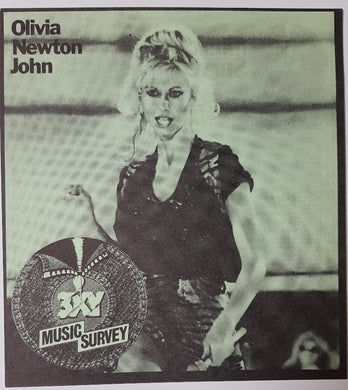 Olivia
Newton
John
3XY
MUSIC SURVEY